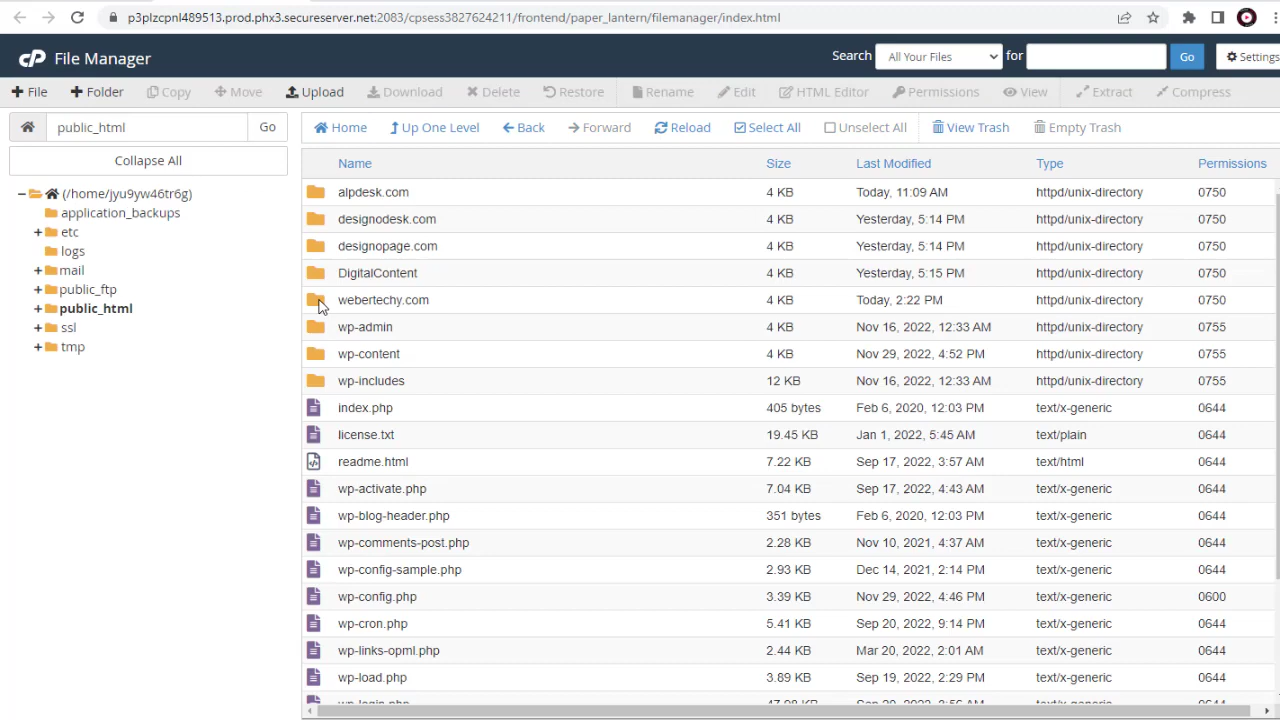 p3plzcpnl489513.prod.phx3.secureserver.net:2083/cpsess3827624211/frontend/paper_lantern/filemanager/index.html
cP File Manager
Search All Your Files for Go Settings
File Folder Copy Move Upload Download Delete Restore Rename Edit HTML Editor Permissions View Extract Compress
public_html Go
Home Up One Level Back Forward Reload Select All Unselect All View Trash Empty Trash
Collapse All
(/home/jyu9yw46tr6g)
application_backups
etc
logs
mail
public_ftp
public_html
ssl
tmp
Name Size Last Modified Type Permissions
alpdesk.com 4 KB Today, 11:09 AM httpd/unix-directory 0750
designodesk.com 4 KB Yesterday, 5:14 PM httpd/unix-directory 0750
designopage.com 4 KB Yesterday, 5:14 PM httpd/unix-directory 0750
DigitalContent 4 KB Yesterday, 5:15 PM httpd/unix-directory 0750
webertechy.com 4 KB Today, 2:22 PM httpd/unix-directory 0750
wp-admin 4 KB Nov 16, 2022, 12:33 AM httpd/unix-directory 0755
wp-content 4 KB Nov 29, 2022, 4:52 PM httpd/unix-directory 0755
wp-includes 12 KB Nov 16, 2022, 12:33 AM httpd/unix-directory 0755
index.php 405 bytes Feb 6, 2020, 12:03 PM text/x-generic 0644
license.txt 19.45 KB Jan 1, 2022, 5:45 AM text/plain 0644
readme.html 7.22 KB Sep 17, 2022, 3:57 AM text/html 0644
wp-activate.php 7.04 KB Sep 17, 2022, 4:43 AM text/x-generic 0644
wp-blog-header.php 351 bytes Feb 6, 2020, 12:03 PM text/x-generic 0644
wp-comments-post.php 2.28 KB Nov 10, 2021, 4:37 AM text/x-generic 0644
wp-config-sample.php 2.93 KB Dec 14, 2021, 2:14 PM text/x-generic 0644
wp-config.php 3.39 KB Nov 29, 2022, 4:46 PM text/x-generic 0600
wp-cron.php 5.41 KB Sep 20, 2022, 9:14 PM text/x-generic 0644
wp-links-opml.php 2.44 KB Mar 20, 2022, 2:01 AM text/x-generic 0644
wp-load.php 3.89 KB Sep 19, 2022, 2:29 PM text/x-generic 0644